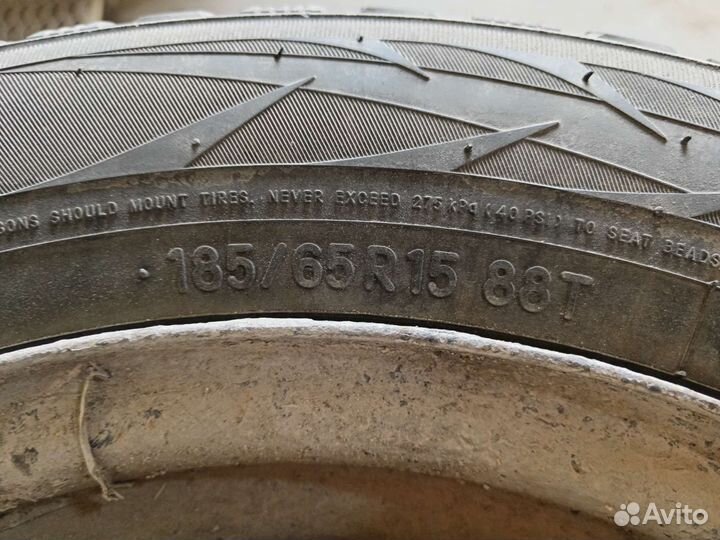 SONS SHOULD MOUNT TIRES. NEVER EXCEED 275 kPa (40 PSI) TO SEAT BEADS
185/65R15 88T
Avito